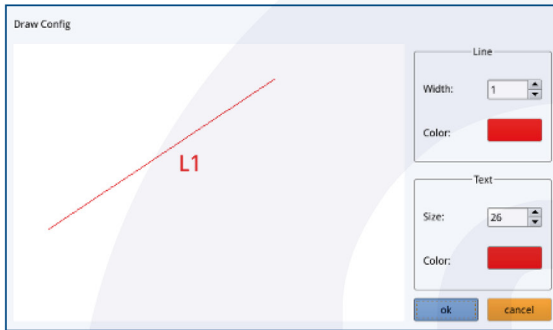 Draw Config
L1
Line
Width:
1
Color:
Text
Size:
26
Color:
ok
cancel